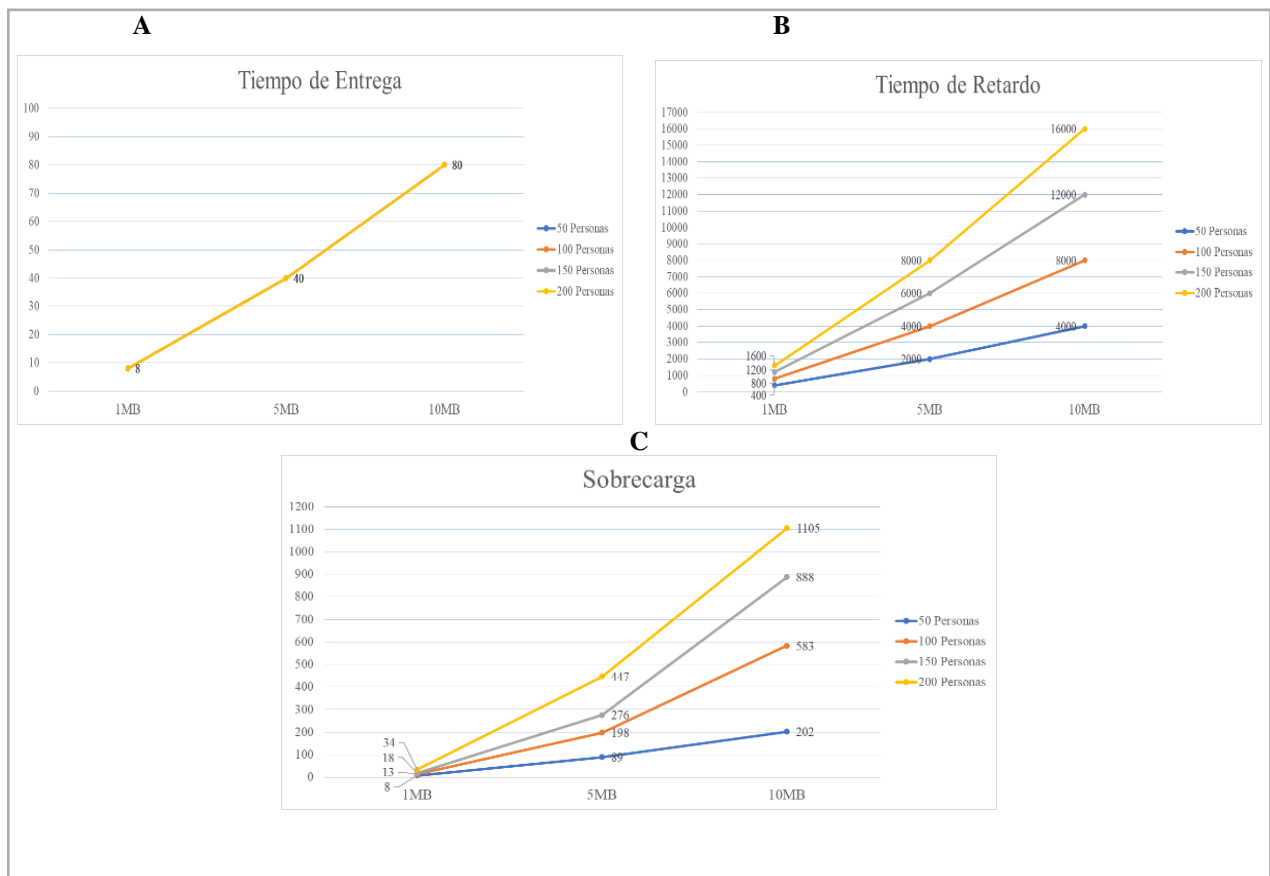 A
B
Tiempo de Entrega
100
90
80
70
60
50
40
30
20
10
0
8
40
80
1MB
5MB
10MB
50 Personas
100 Personas
150 Personas
200 Personas
Tiempo de Retardo
17000
16000
15000
14000
13000
12000
11000
10000
9000
8000
7000
6000
5000
4000
3000
2000
1000
0
1600
1200
800
400
8000
6000
4000
2000
16000
12000
8000
4000
1MB
5MB
10MB
50 Personas
100 Personas
150 Personas
200 Personas
C
Sobrecarga
1200
1100
1000
900
800
700
600
500
400
300
200
100
0
34
18
13
8
447
276
198
89
1105
888
583
202
1MB
5MB
10MB
50 Personas
100 Personas
150 Personas
200 Personas